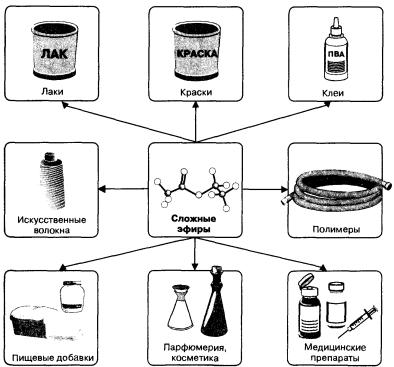 ЛАК
Лаки
КРАСКА
Краски
ПВА
Клеи
Искусственные
волокна
Сложные
эфиры
Полимеры
Пищевые добавки
Парфюмерия,
косметика
Медицинские
препараты